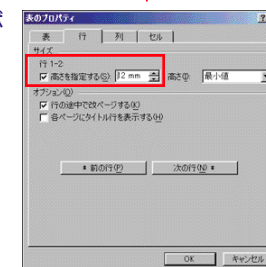 表のプロパティ
表 行 列 セル
サイズ
行 1-2:
高さを指定する(S): 12 mm 高さ(I): 最小値
オプション(O)
行の途中で改ページする(K)
各ページにタイトル行を表示する(H)
前の行(P) 次の行(N)
OK キャンセル